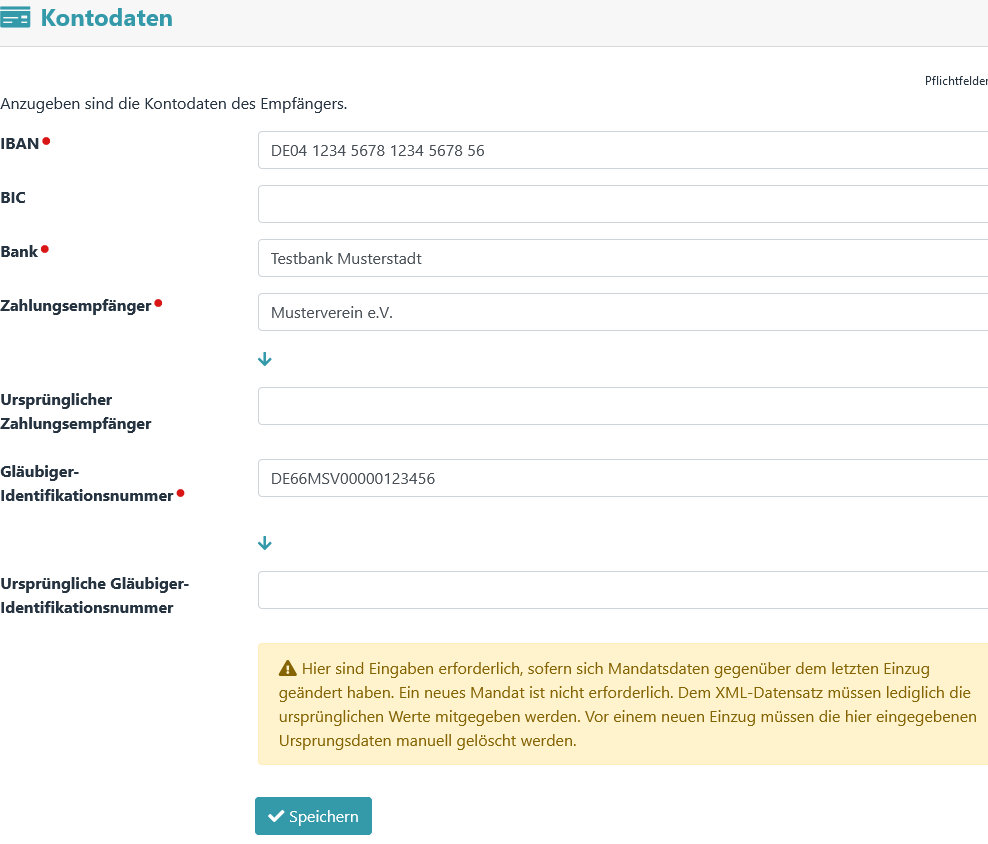 Kontodaten
Pflichtfelder
Anzugeben sind die Kontodaten des Empfängers.
IBAN
DE04 1234 5678 1234 5678 56
BIC
Bank
Testbank Musterstadt
Zahlungsempfänger
Musterverein e.V.
Ursprünglicher
Zahlungsempfänger
Gläubiger-
Identifikationsnummer
DE66MSV00000123456
Ursprüngliche Gläubiger-
Identifikationsnummer
Hier sind Eingaben erforderlich, sofern sich Mandatsdaten gegenüber dem letzten Einzug
geändert haben. Ein neues Mandat ist nicht erforderlich. Dem XML-Datensatz müssen lediglich die
ursprünglichen Werte mitgegeben werden. Vor einem neuen Einzug müssen die hier eingegebenen
Ursprungsdaten manuell gelöscht werden.
Speichern